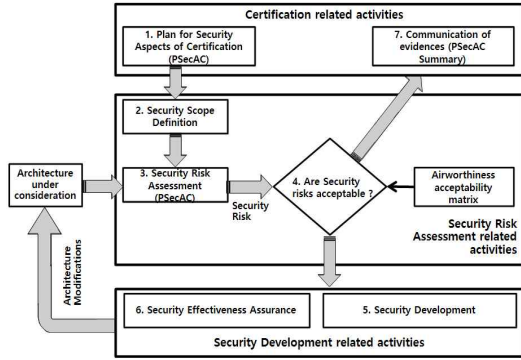 Certification related activities
1. Plan for Security
Aspects of Certification
(PSecAC)
7. Communication of
evidences (PSecAC
Summary)
2. Security Scope
Definition
Architecture
under
consideration
3. Security Risk
Assessment
(PSecAC)
Security
Risk
4. Are Security
risks acceptable ?
Airworthiness
acceptability
matrix
Security Risk
Assessment related
activities
Architecture
Modifications
6. Security Effectiveness Assurance
5. Security Development
Security Development related activities